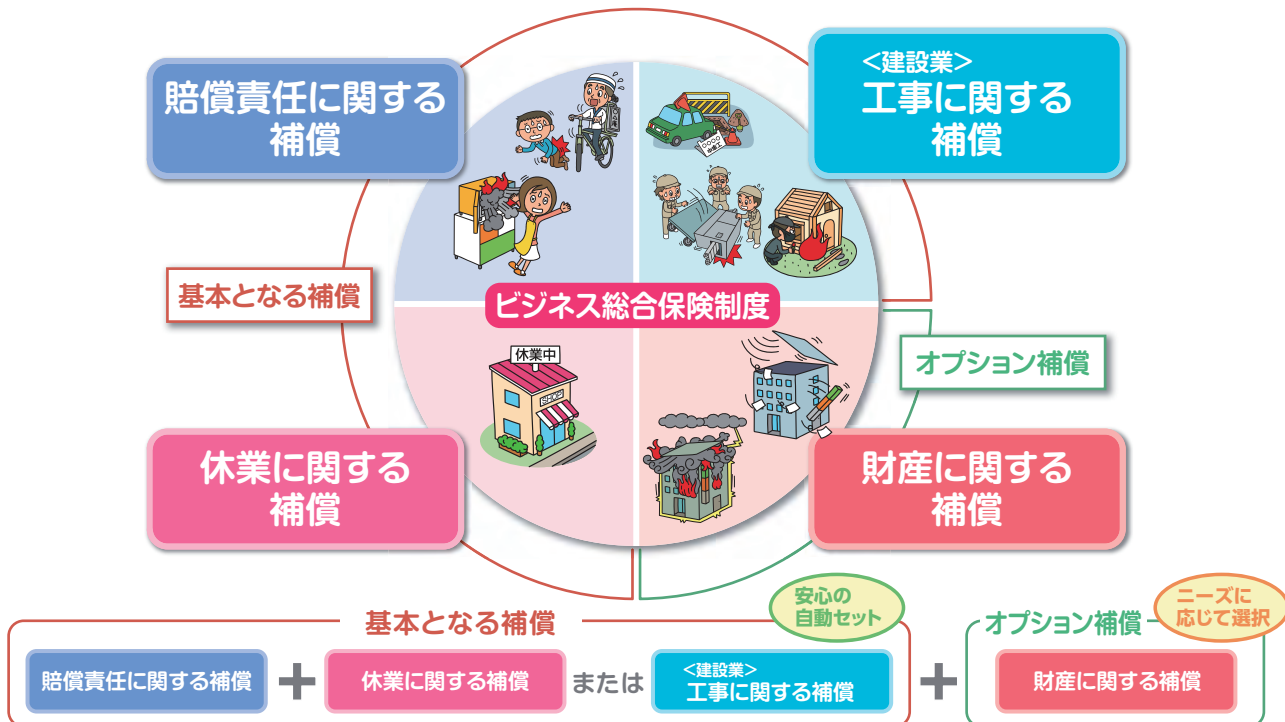 賠償責任に関する
補償
<建設業>
工事に関する
補償
基本となる補償
ビジネス総合保険制度
オプション補償
休業中
SHOP
休業に関する
補償
財産に関する
補償
安心の
自動セット
ニーズに
応じて選択
基本となる補償
オプション補償
賠償責任に関する補償
+
休業に関する補償
または
<建設業>
工事に関する補償
+
財産に関する補償